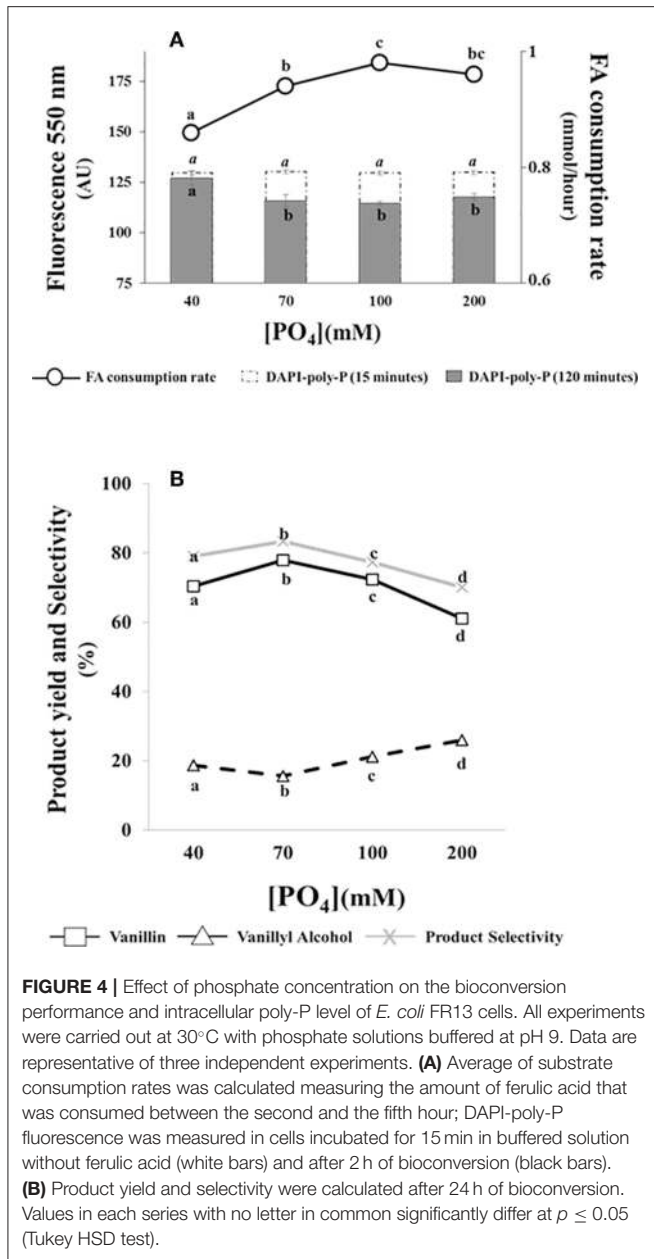 A
Fluorescence 550 nm
(AU)
FA consumption rate
(mmol/hour)
175
150
125
100
75
1
0.8
0.6
a
b
c
bc
a
a
a
a
a
b
b
b
40
70
100
200
[PO₄](mM)
FA consumption rate
DAPI-poly-P (15 minutes)
DAPI-poly-P (120 minutes)
B
Product yield and Selectivity
(%)
100
80
60
40
20
0
a
b
c
d
a
b
c
d
a
b
c
d
40
70
100
200
[PO₄](mM)
Vanillin
Vanillyl Alcohol
Product Selectivity
FIGURE 4 | Effect of phosphate concentration on the bioconversion
performance and intracellular poly-P level of E. coli FR13 cells. All experiments
were carried out at 30°C with phosphate solutions buffered at pH 9. Data are
representative of three independent experiments. (A) Average of substrate
consumption rates was calculated measuring the amount of ferulic acid that
was consumed between the second and the fifth hour; DAPI-poly-P
fluorescence was measured in cells incubated for 15 min in buffered solution
without ferulic acid (white bars) and after 2 h of bioconversion (black bars).
(B) Product yield and selectivity were calculated after 24 h of bioconversion.
Values in each series with no letter in common significantly differ at p ≤ 0.05
(Tukey HSD test).